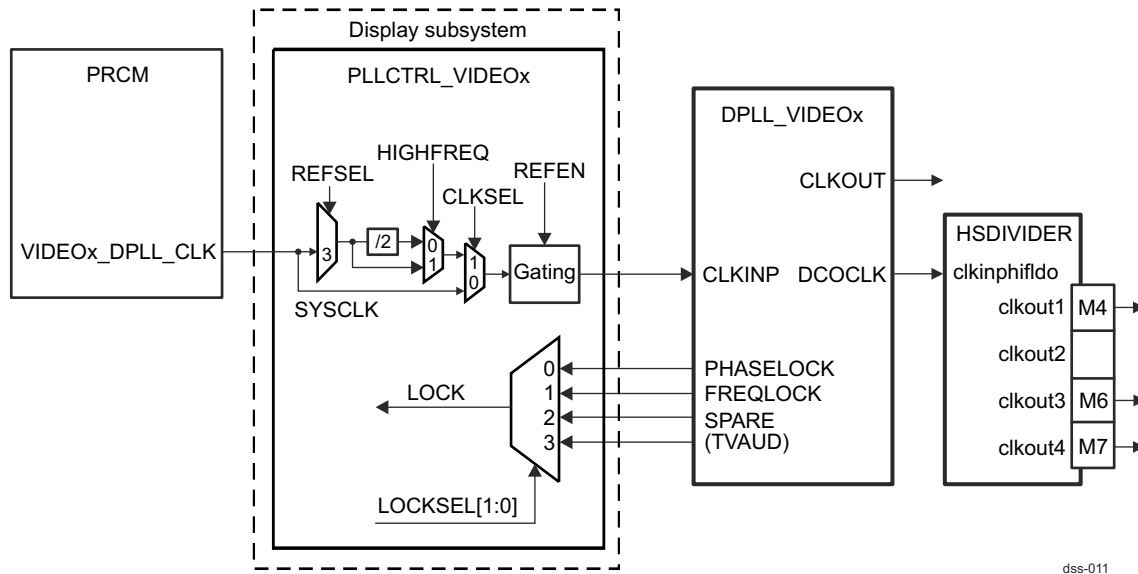 Display subsystem
PRCM
PLLCTRL_VIDEOx
DPLL_VIDEOx
HIGHFREQ
REFSEL
REFEN
CLKSEL
CLKOUT
/2
0
1
3
1
0
Gating
VIDEOx_DPLL_CLK
SYSCLK
CLKINP
DCOCLK
HSDIVIDER
clkinphifldo
clkout1
M4
clkout2
clkout3
M6
clkout4
M7
LOCK
0
1
2
3
PHASELOCK
FREQLOCK
SPARE
(TVAUD)
LOCKSEL[1:0]
dss-011